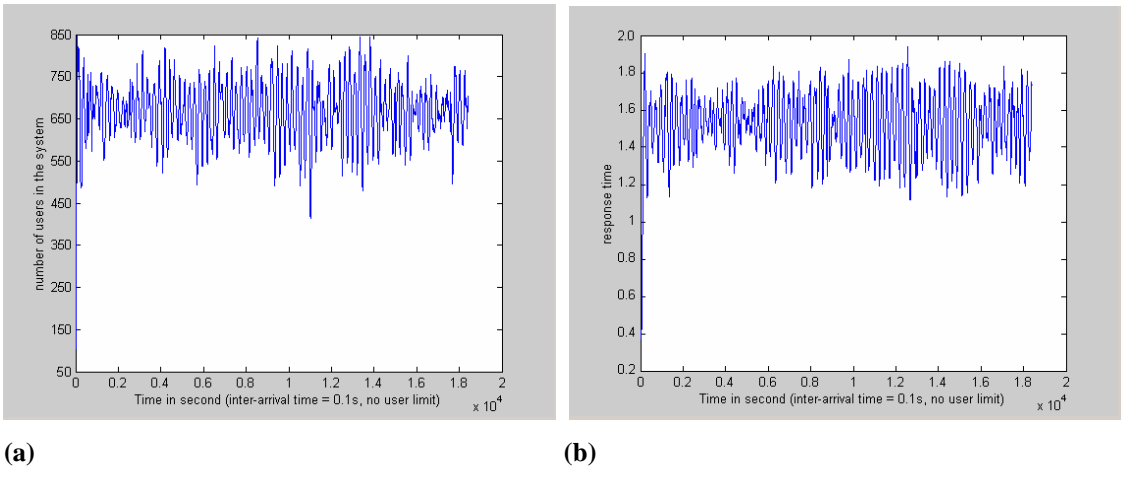 850
750
650
550
450
350
250
150
50
number of users in the system
0 0.2 0.4 0.6 0.8 1 1.2 1.4 1.6 1.8 2
Time in second (inter-arrival time = 0.1s, no user limit)
x 10^4
2.0
1.8
1.6
1.4
1.2
1
0.8
0.6
0.4
0.2
response time
0 0.2 0.4 0.6 0.8 1 1.2 1.4 1.6 1.8 2
Time in second (inter-arrival time = 0.1s, no user limit)
x 10^4
(a)
(b)